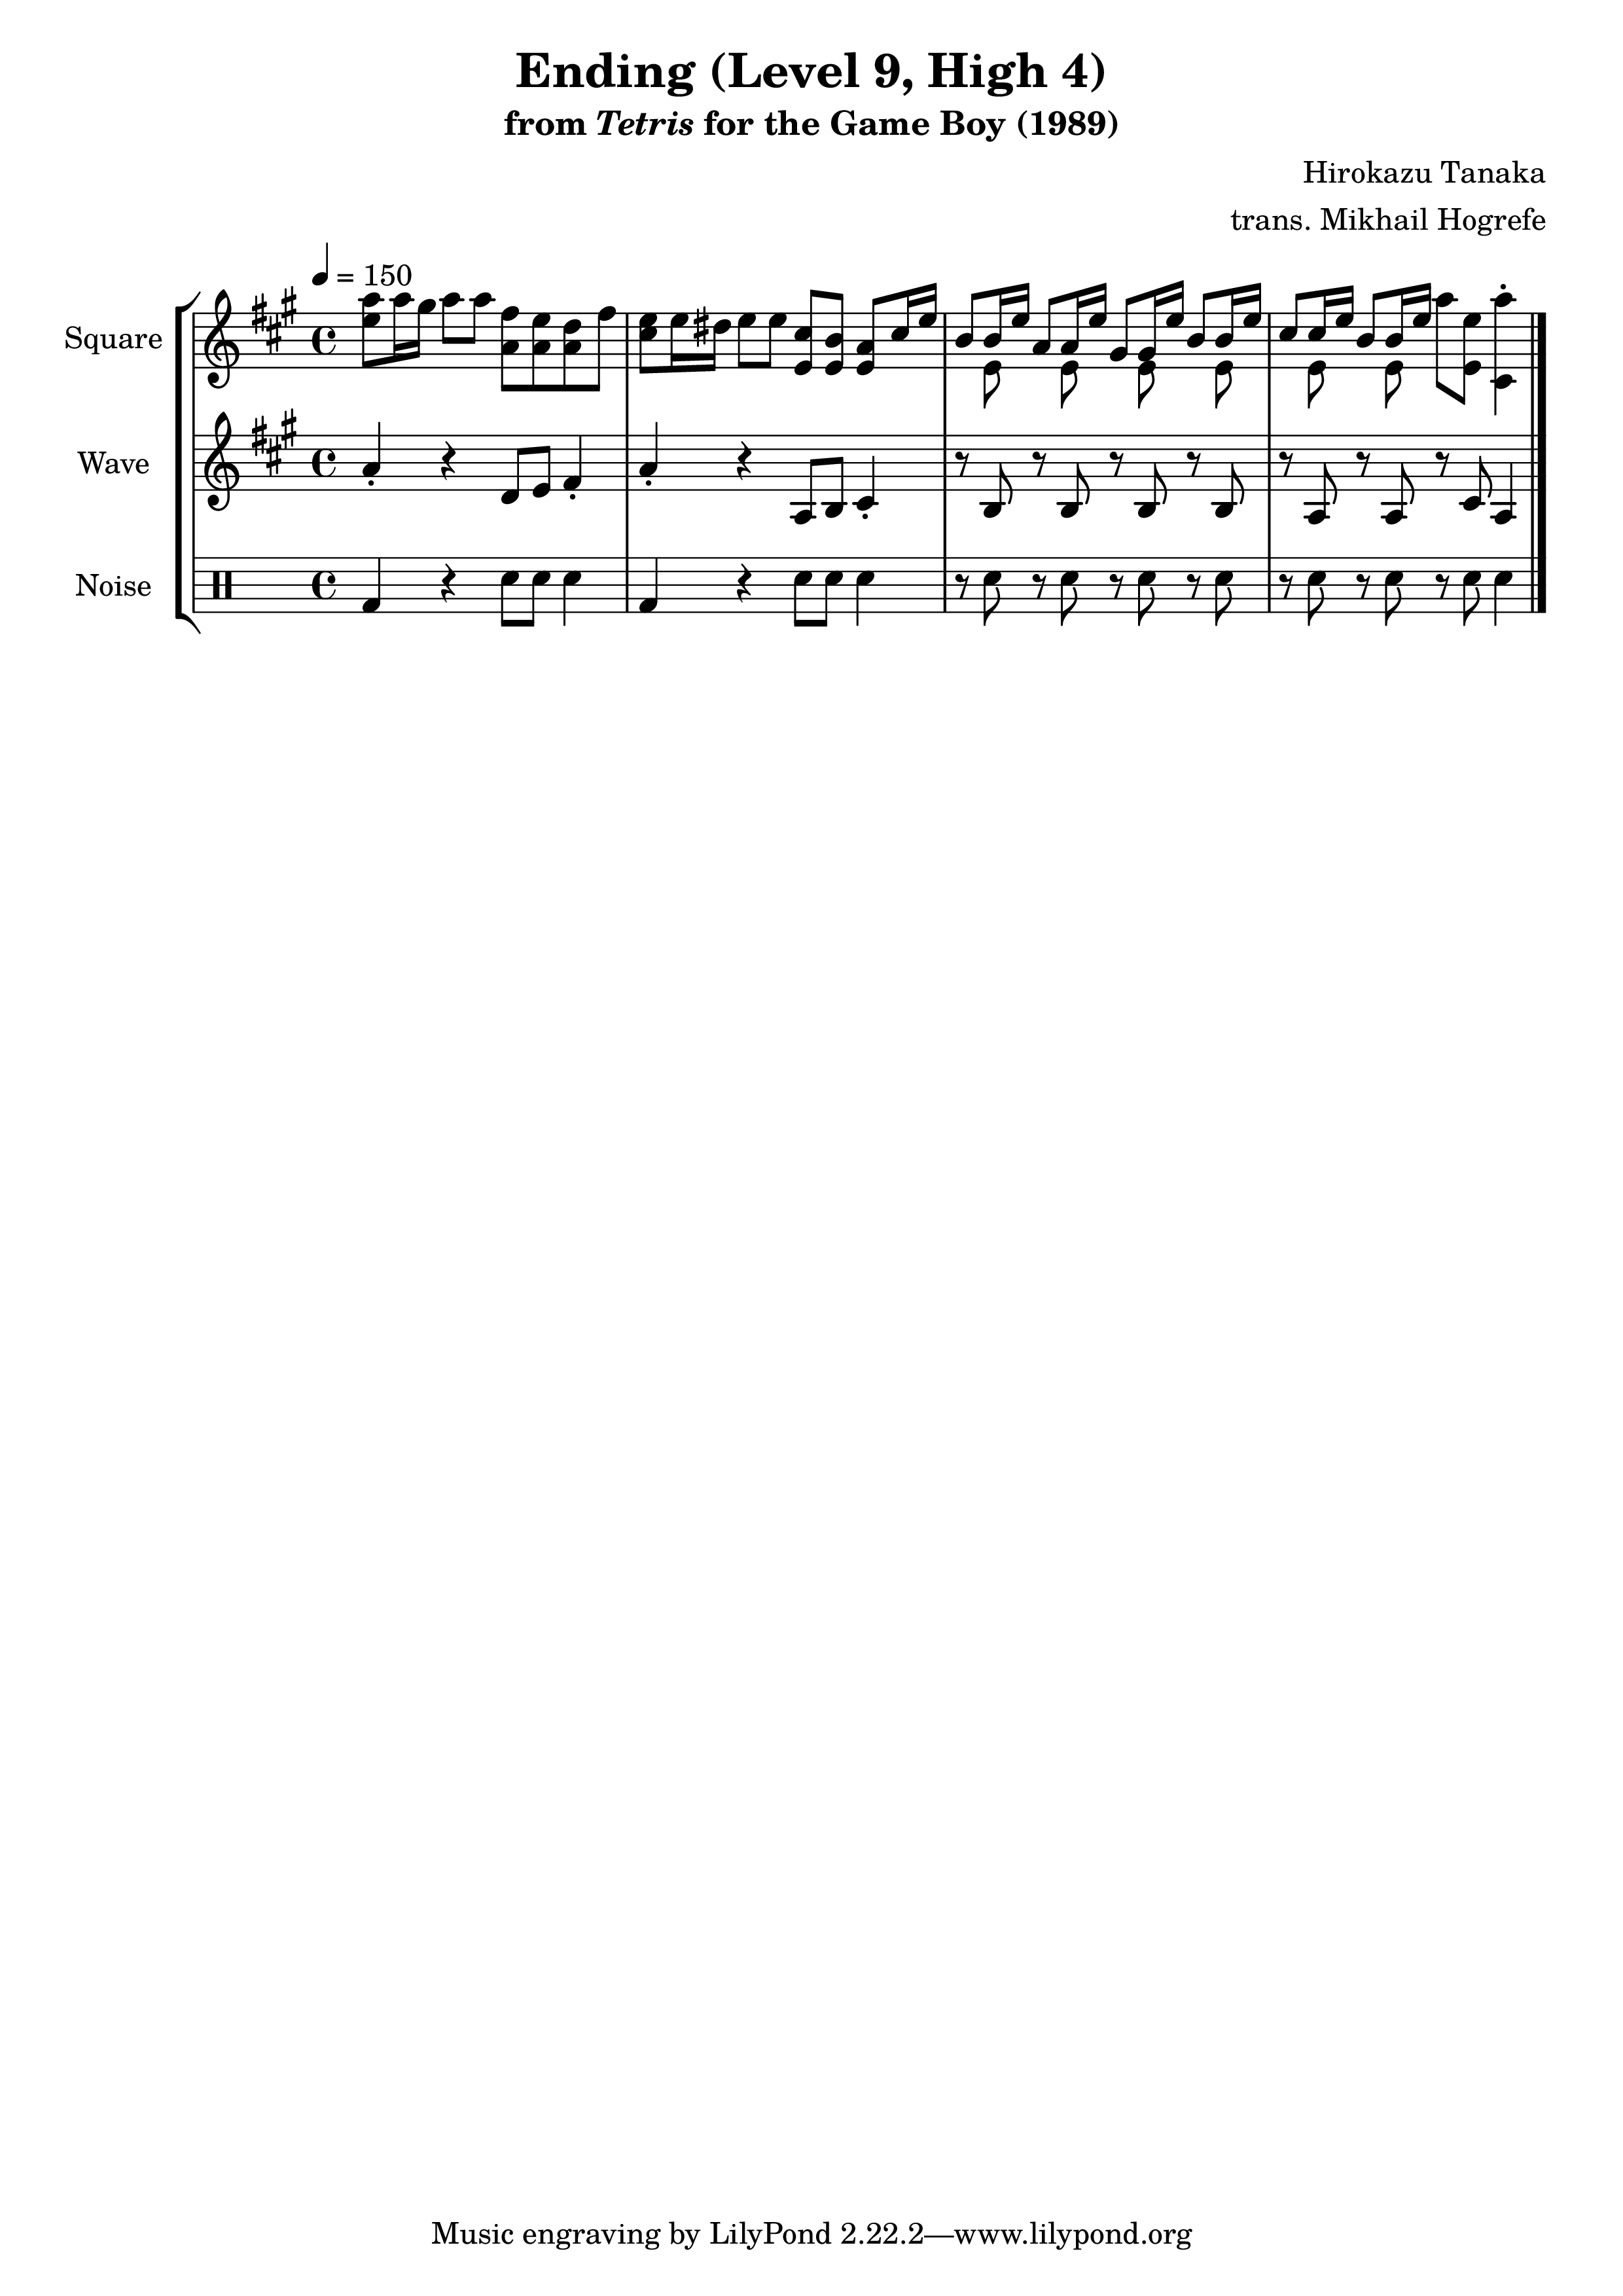 Ending (Level 9, High 4)
from Tetris for the Game Boy (1989)
Hirokazu Tanaka
trans. Mikhail Hogrefe
= 150
Square
Wave
Noise
Music engraving by LilyPond 2.22.2—www.lilypond.org